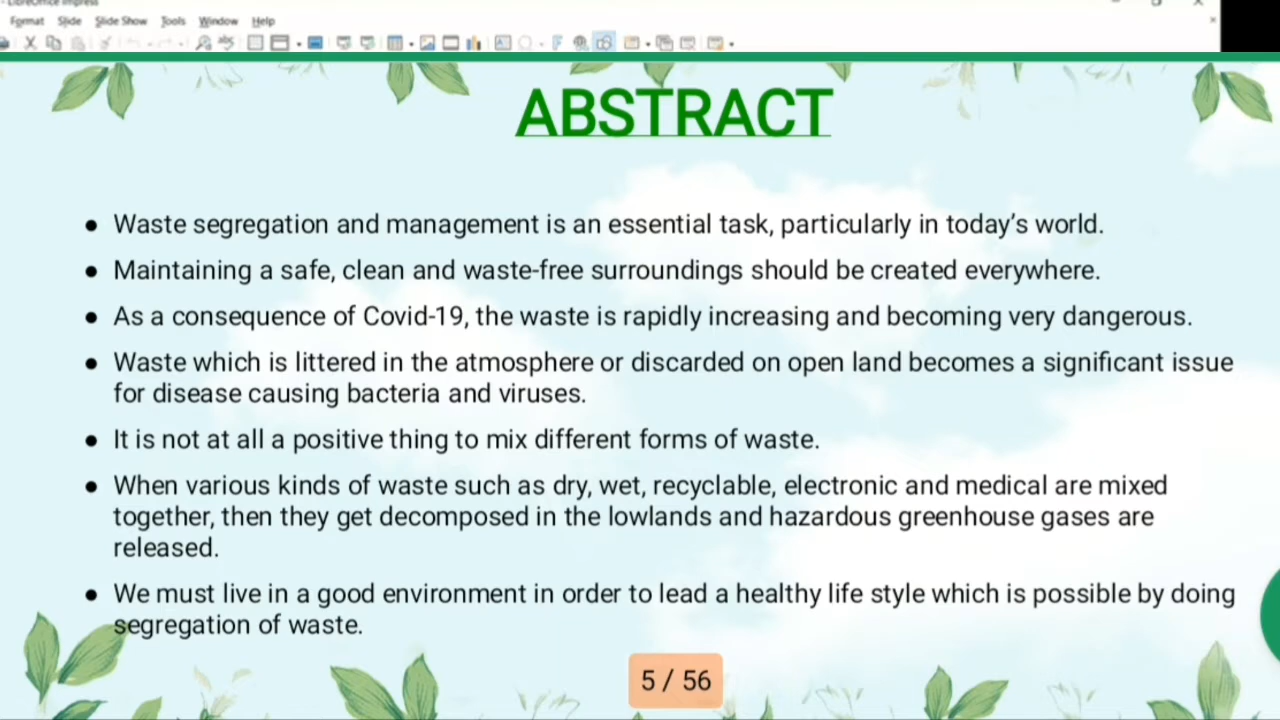 LibreOffice Impress
Format Slide Slide Show Tools Window Help
ABSTRACT
● Waste segregation and management is an essential task, particularly in today’s world.
● Maintaining a safe, clean and waste-free surroundings should be created everywhere.
● As a consequence of Covid-19, the waste is rapidly increasing and becoming very dangerous.
● Waste which is littered in the atmosphere or discarded on open land becomes a significant issue
for disease causing bacteria and viruses.
● It is not at all a positive thing to mix different forms of waste.
● When various kinds of waste such as dry, wet, recyclable, electronic and medical are mixed
together, then they get decomposed in the lowlands and hazardous greenhouse gases are
released.
● We must live in a good environment in order to lead a healthy life style which is possible by doing
segregation of waste.
5 / 56